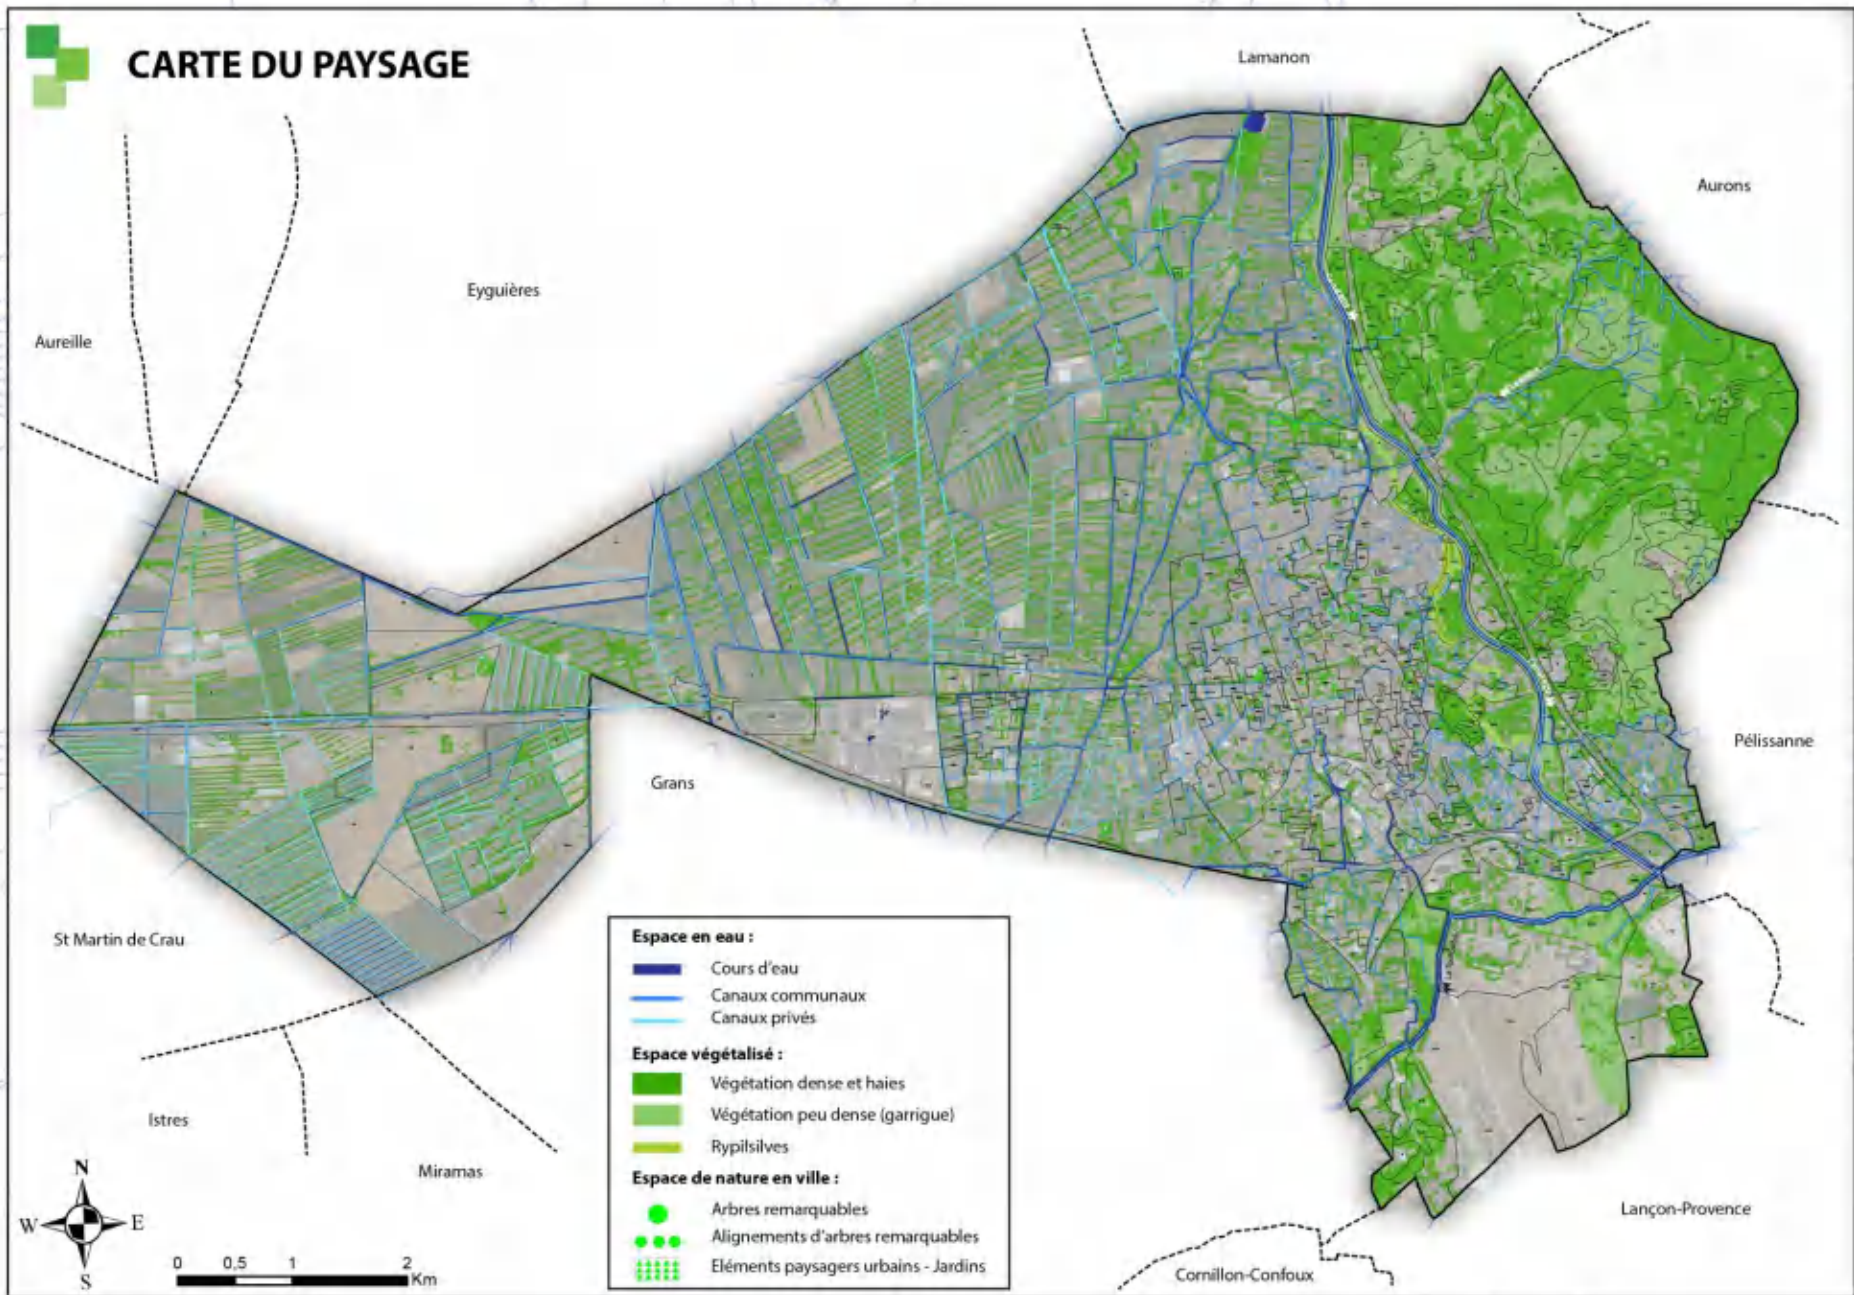 CARTE DU PAYSAGE
Lamanon
Aurons
Eyguières
Aureille
Pélissanne
Grans
St Martin de Crau
Istres
Miramas
Lançon-Provence
Cornillon-Confoux
Espace en eau :
Cours d'eau
Canaux communaux
Canaux privés
Espace végétalisé :
Végétation dense et haies
Végétation peu dense (garrigue)
Rypilsilves
Espace de nature en ville :
Arbres remarquables
Alignements d'arbres remarquables
Eléments paysagers urbains - Jardins
N
W E
S
0 0,5 1 2
Km